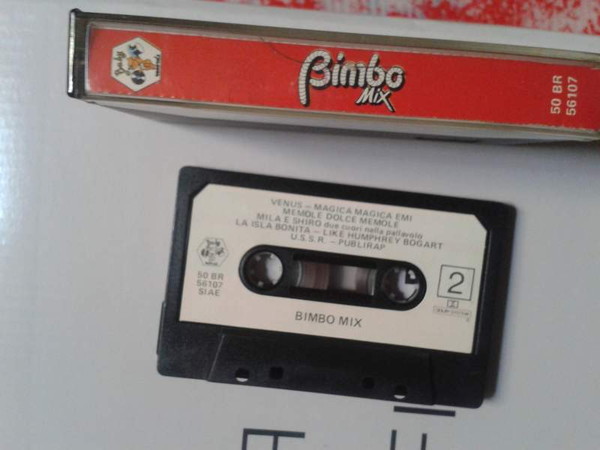 Baby
Bimbo
Mix
50 BR
56107
VENUS – MAGICA MAGICA EMI
MEMOLE DOLCE MEMOLE
MILA E SHIRO due cuori nella pallavolo
LA ISLA BONITA – LIKE HUMPHREY BOGART
U.S.S.R. – PUBLIRAP
50 BR
56107
SIAE
2
BIMBO MIX